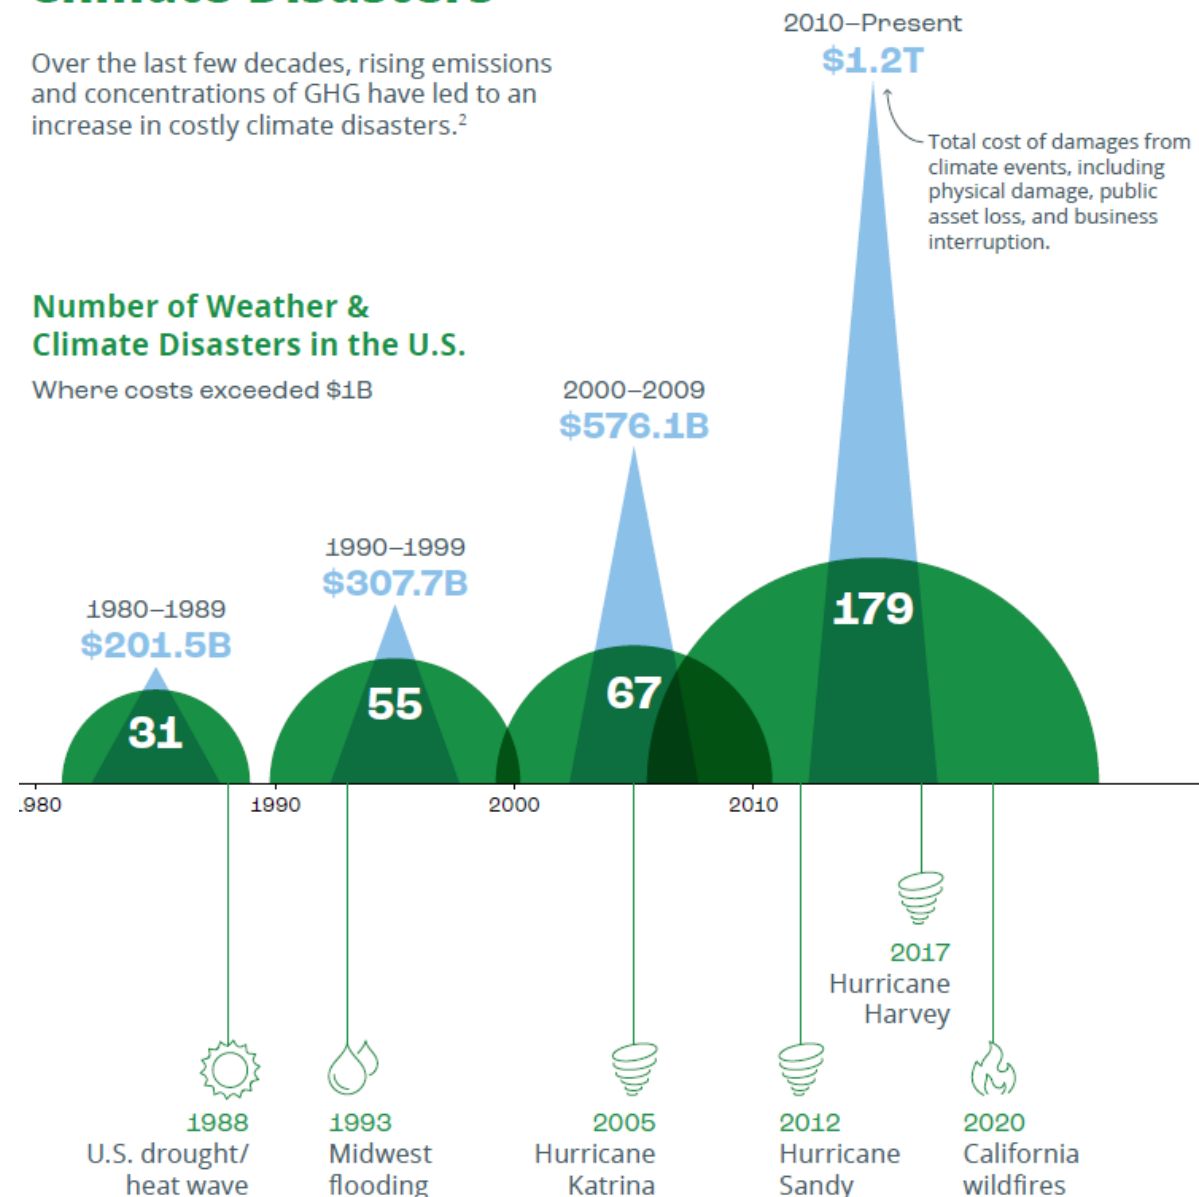 Climate Disasters
Over the last few decades, rising emissions
and concentrations of GHG have led to an
increase in costly climate disasters.²
2010–Present
$1.2T
Total cost of damages from
climate events, including
physical damage, public
asset loss, and business
interruption.
Number of Weather &
Climate Disasters in the U.S.
Where costs exceeded $1B
2000–2009
$576.1B
1990–1999
$307.7B
1980–1989
$201.5B
31
55
67
179
1980
1990
2000
2010
2017
Hurricane
Harvey
1988
U.S. drought/
heat wave
1993
Midwest
flooding
2005
Hurricane
Katrina
2012
Hurricane
Sandy
2020
California
wildfires